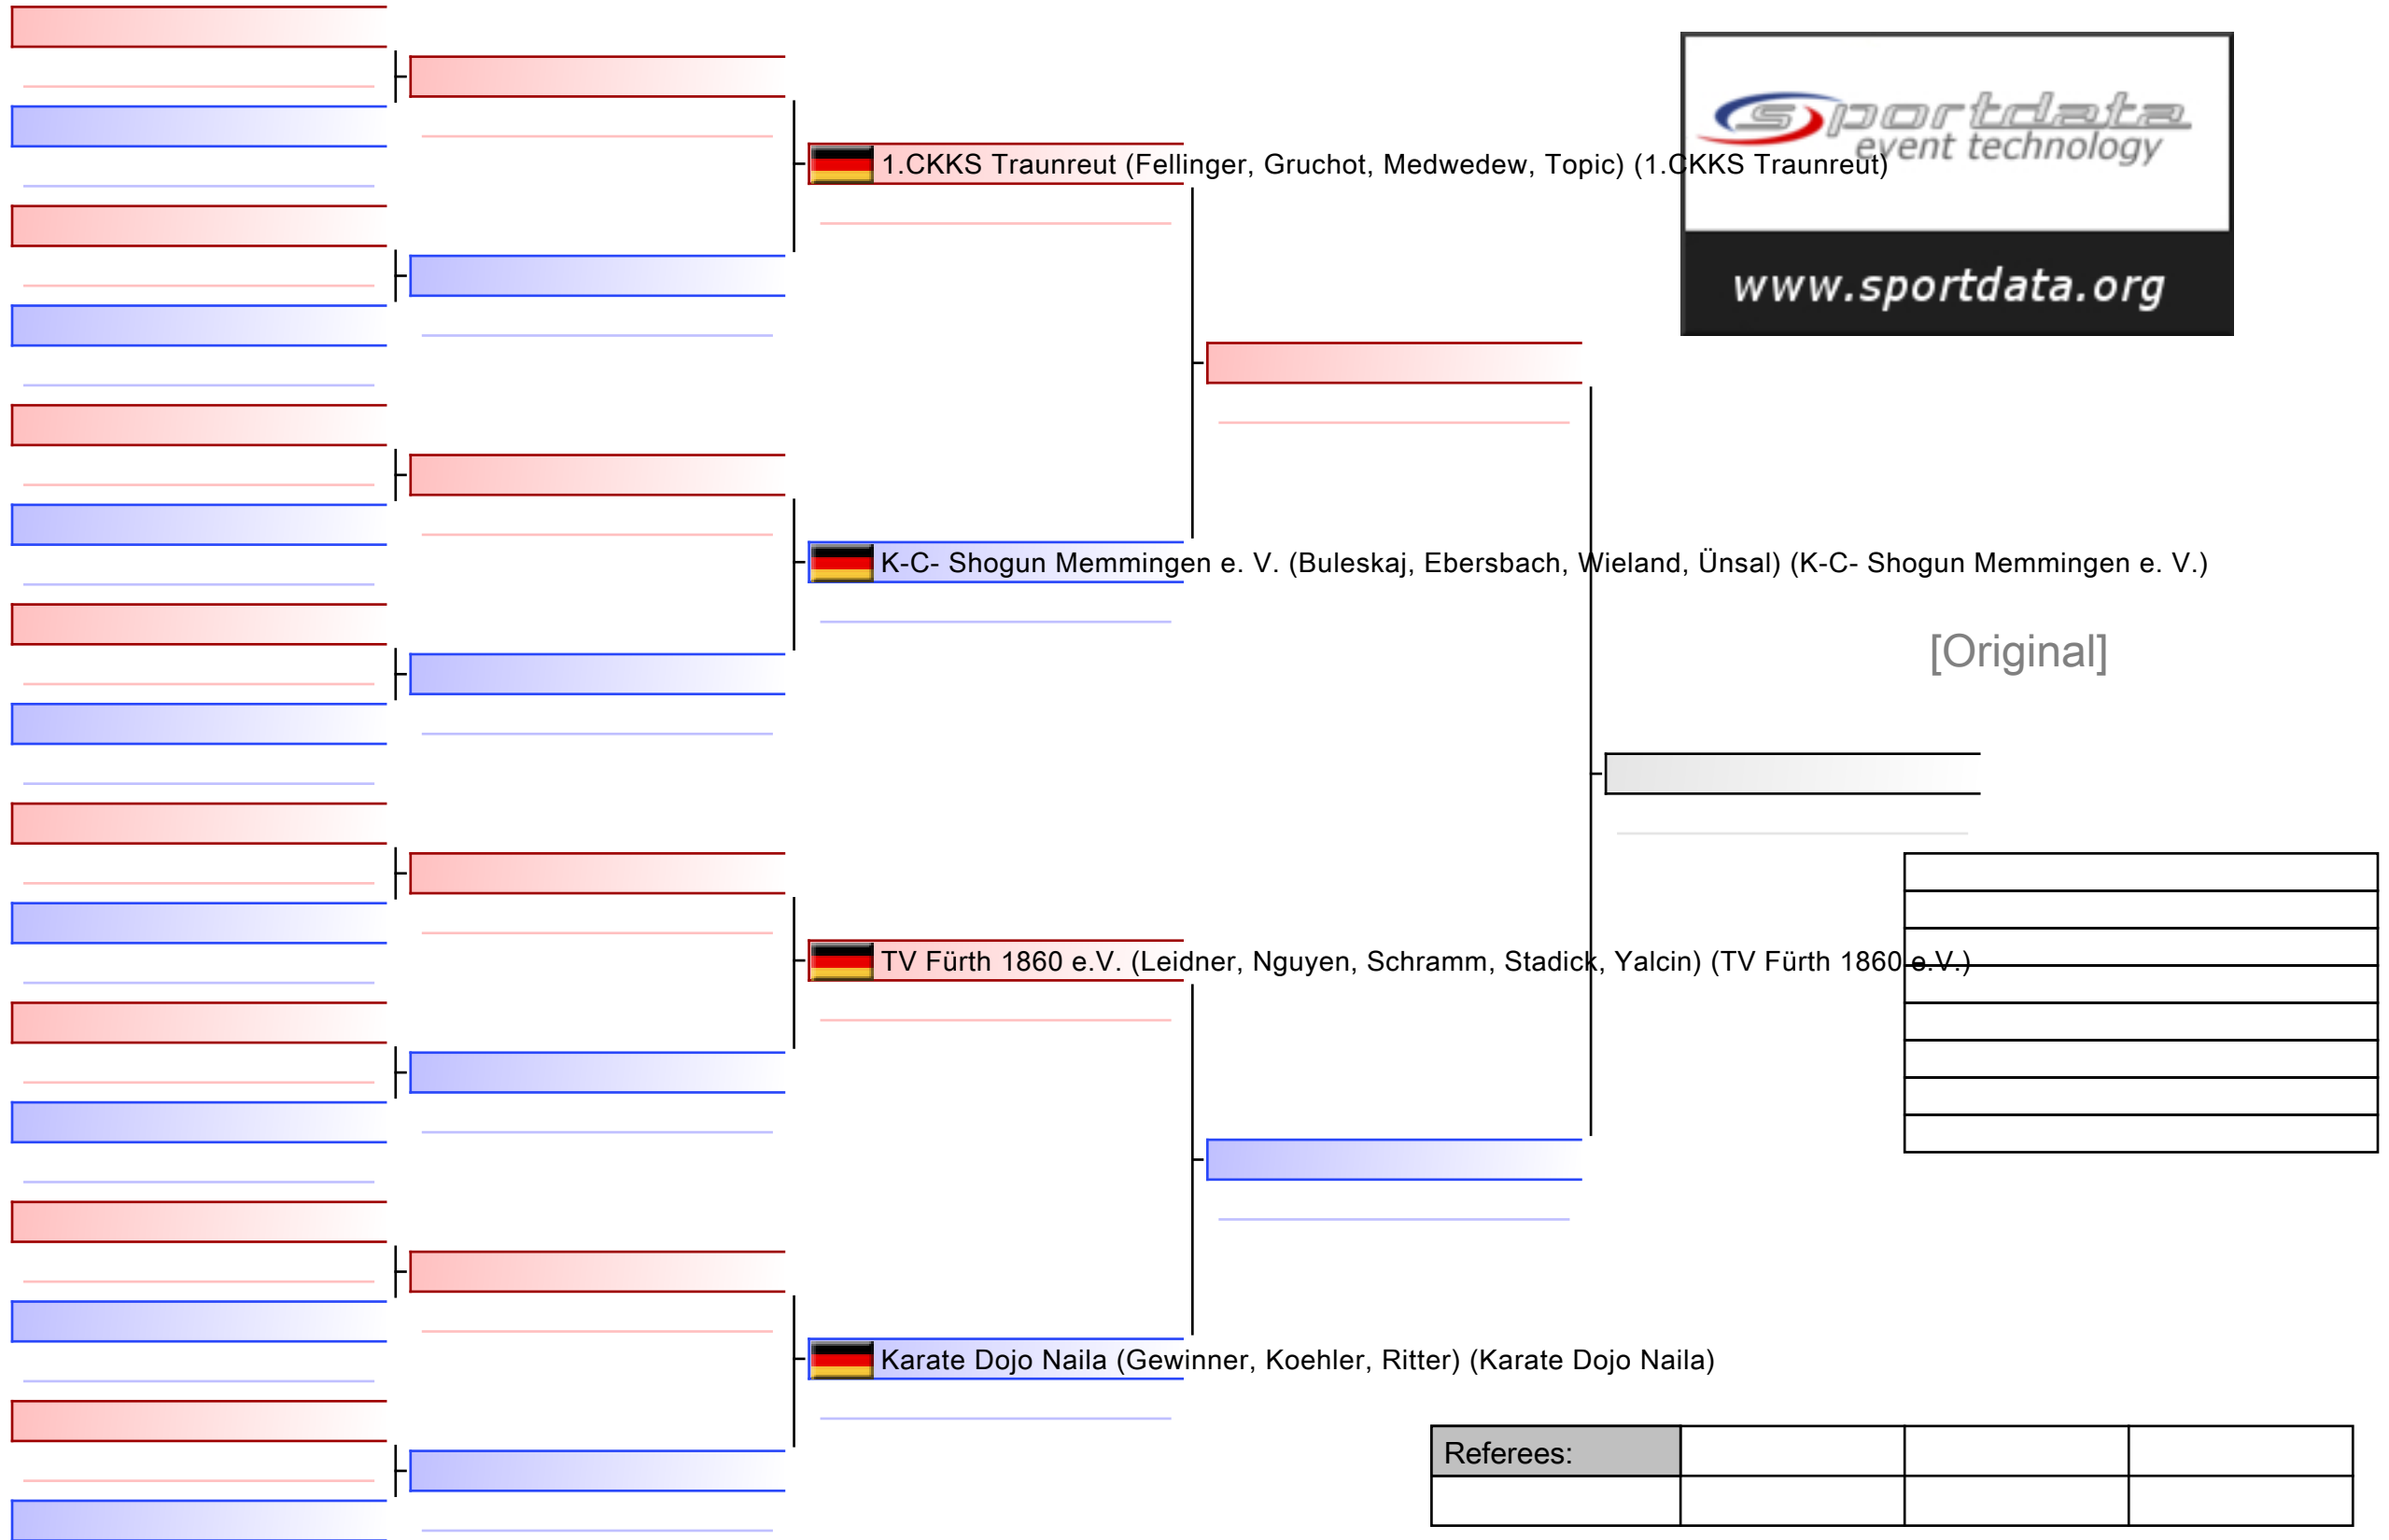 sportdata
event technology
www.sportdata.org
1.CKKS Traunreut (Fellinger, Gruchot, Medwedew, Topic) (1.CKKS Traunreut)
K-C- Shogun Memmingen e. V. (Buleskaj, Ebersbach, Wieland, Ünsal) (K-C- Shogun Memmingen e. V.)
[Original]
TV Fürth 1860 e.V. (Leidner, Nguyen, Schramm, Stadick, Yalcin) (TV Fürth 1860 e.V.)
Karate Dojo Naila (Gewinner, Koehler, Ritter) (Karate Dojo Naila)
Referees: